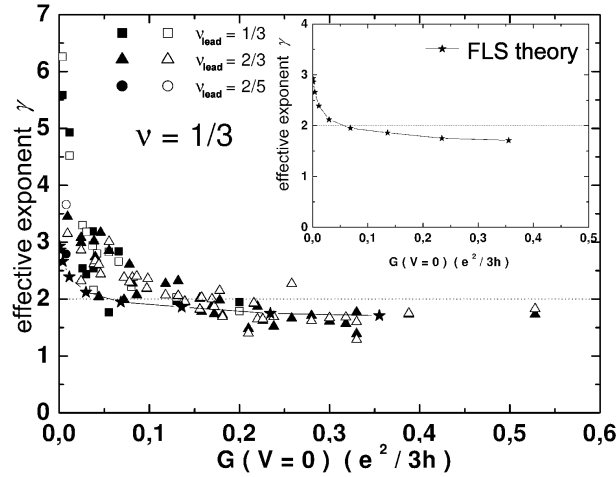 effective exponent γ
7
6
5
4
3
2
1
0
0,0
0,1
0,2
0,3
0,4
0,5
0,6
G ( V = 0 ) ( e² / 3h )
ν_lead = 1/3
ν_lead = 2/3
ν_lead = 2/5
ν = 1/3
FLS theory
effective exponent γ
4
3
2
1
0
0,0
0,1
0,2
0,3
0,4
0,5
G ( V = 0 ) ( e² / 3h )